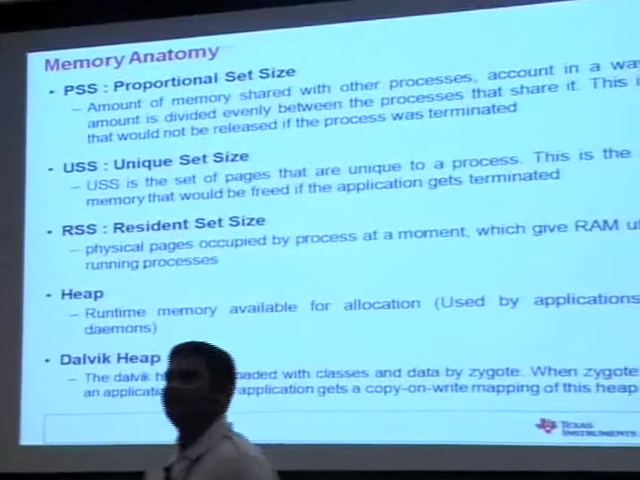 Memory Anatomy
• PSS : Proportional Set Size
– Amount of memory shared with other processes, account in a way
amount is divided evenly between the processes that share it. This
that would not be released if the process was terminated
• USS : Unique Set Size
– USS is the set of pages that are unique to a process. This is the
memory that would be freed if the application gets terminated
• RSS : Resident Set Size
– physical pages occupied by process at a moment, which give RAM
running processes
• Heap
– Runtime memory available for allocation (Used by applications
daemons)
• Dalvik Heap
– The dalvik with classes and data by zygote. When zygote
an application gets a copy-on-write mapping of this heap
TEXAS
INSTRUMENTS